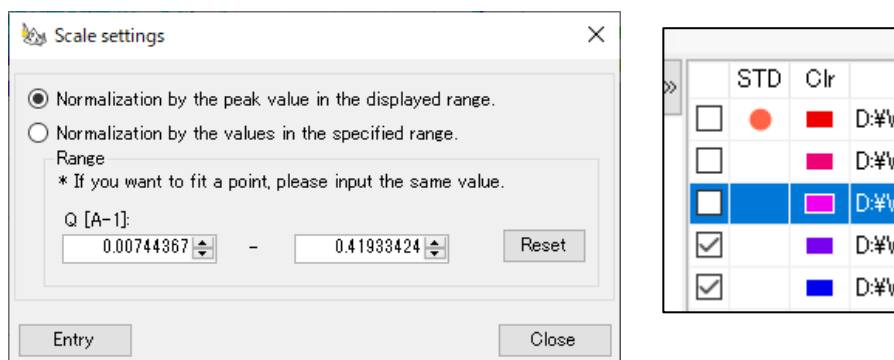 Scale settings
Normalization by the peak value in the displayed range.
Normalization by the values in the specified range.
Range
* If you want to fit a point, please input the same value.
Q [A-1]:
0.00744367 - 0.41933424 Reset
Entry Close
» STD Clr
D:¥
D:¥
D:¥
D:¥
D:¥